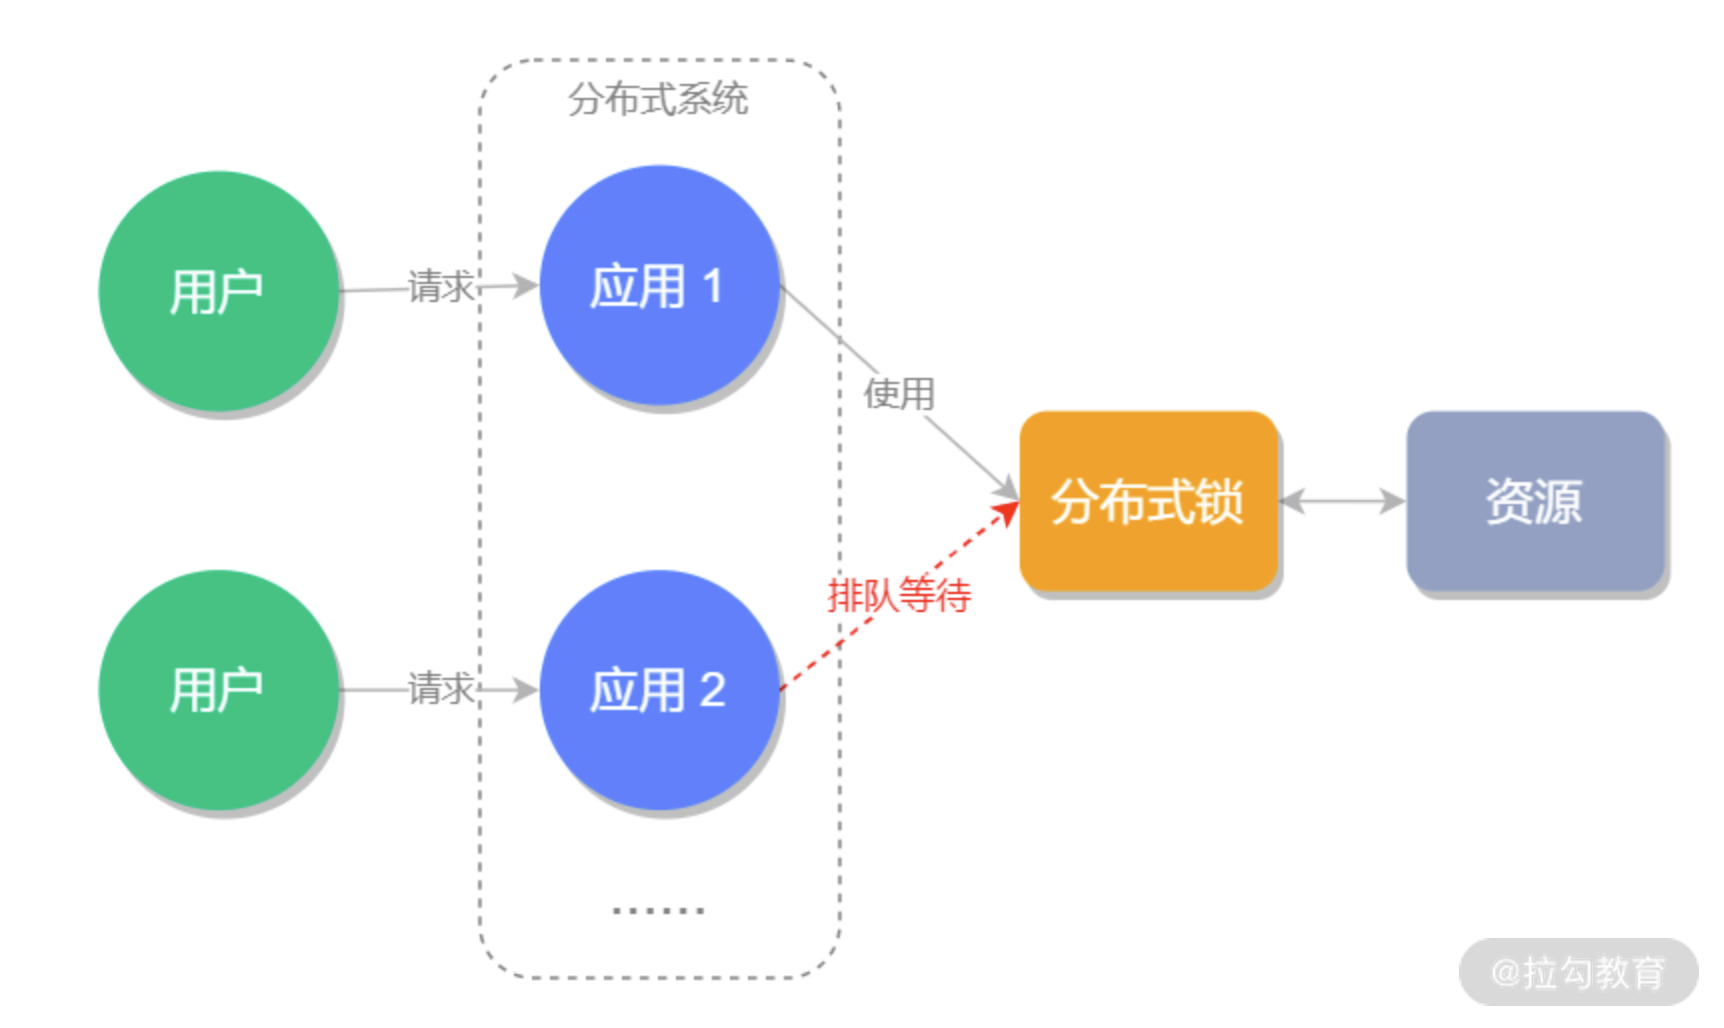 分布式系统
用户
请求
应用 1
使用
分布式锁
资源
排队等待
用户
请求
应用 2
......
@拉勾教育